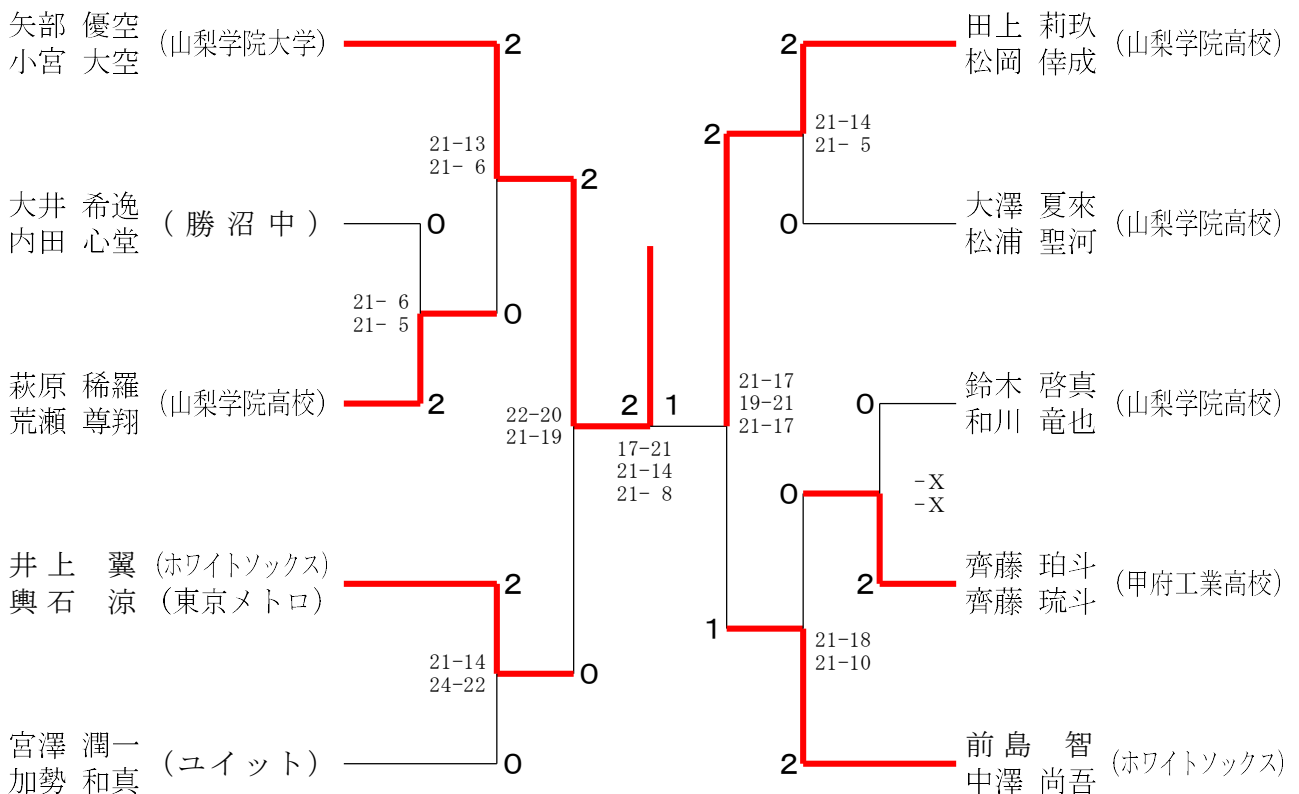 矢部 優空
小宮 大空
(山梨学院大学)
2
21-13
21- 6
2
大井 希逸
内田 心堂
(勝沼中)
0
21- 6
21- 5
0
萩原 稀羅
荒瀬 尊翔
(山梨学院高校)
2
22-20
21-19
井上 翼
(ホワイトソックス)
輿石 涼
(東京メトロ)
2
21-14
24-22
0
宮澤 潤一
加勢 和真
(ユイット)
0
2 1
17-21
21-14
21- 8
2
田上 莉玖
松岡 倖成
(山梨学院高校)
2
21-14
21- 5
0
大澤 夏來
松浦 聖河
(山梨学院高校)
21-17
19-21
21-17
0
鈴木 啓真
和川 竜也
(山梨学院高校)
-X
-X
0
2
齊藤 珀斗
齊藤 琉斗
(甲府工業高校)
1
21-18
21-10
2
前島 智
中澤 尚吾
(ホワイトソックス)